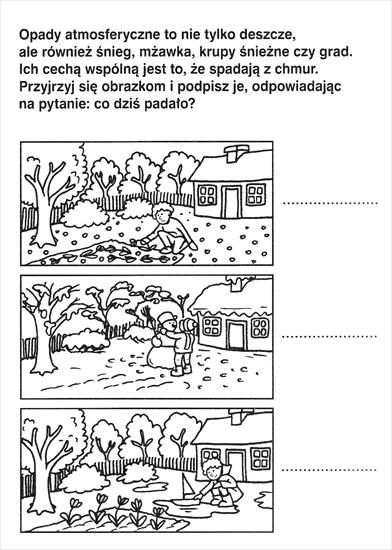 Opady atmosferyczne to nie tylko deszcze,
ale również śnieg, mżawka, krupy śnieżne czy grad.
Ich cechą wspólną jest to, że spadają z chmur.
Przyjrzyj się obrazkom i podpisz je, odpowiadając
na pytanie: co dziś padało?